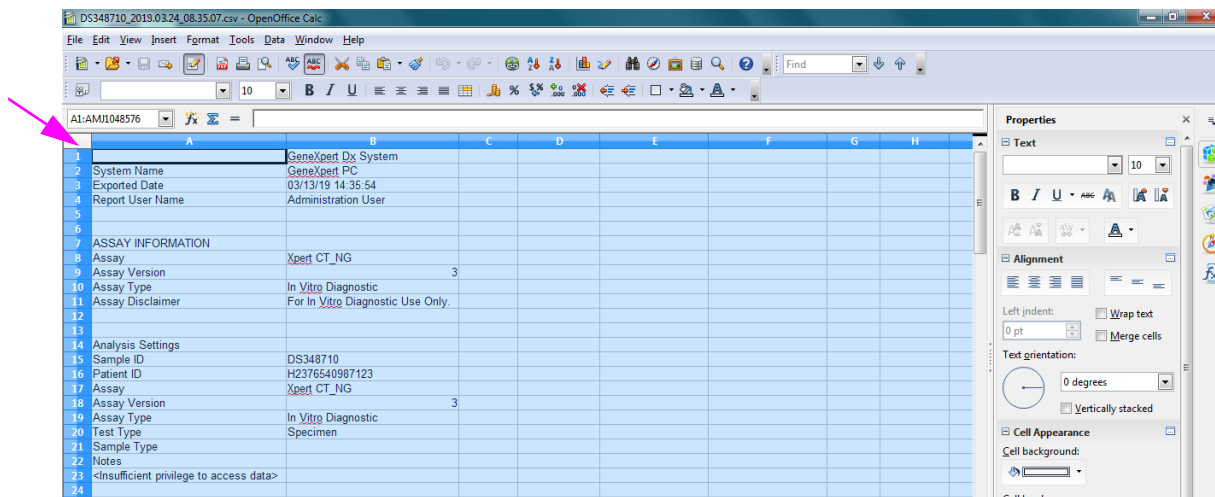 DS348710_2019.03.24_08.35.07.csv - OpenOffice Calc
File Edit View Insert Format Tools Data Window Help
Find
10
A1:AMJ1048576
Properties
A B C D E F G H
Text
1 GeneXpert Dx System
2 System Name GeneXpert PC
10
3 Exported Date 03/13/19 14:35:54
4 Report User Name Administration User
5
6
7 ASSAY INFORMATION
8 Assay Xpert CT_NG
Alignment
9 Assay Version 3
10 Assay Type In Vitro Diagnostic
11 Assay Disclaimer For In Vitro Diagnostic Use Only.
12
Left indent: Wrap text
13
0 pt Merge cells
14 Analysis Settings
15 Sample ID DS348710
Text orientation:
16 Patient ID H2376540987123
17 Assay Xpert CT_NG
0 degrees
18 Assay Version 3
19 Assay Type In Vitro Diagnostic
Vertically stacked
20 Test Type Specimen
Cell Appearance
21 Sample Type
22 Notes
Cell background:
23 <Insufficient privilege to access data>
24